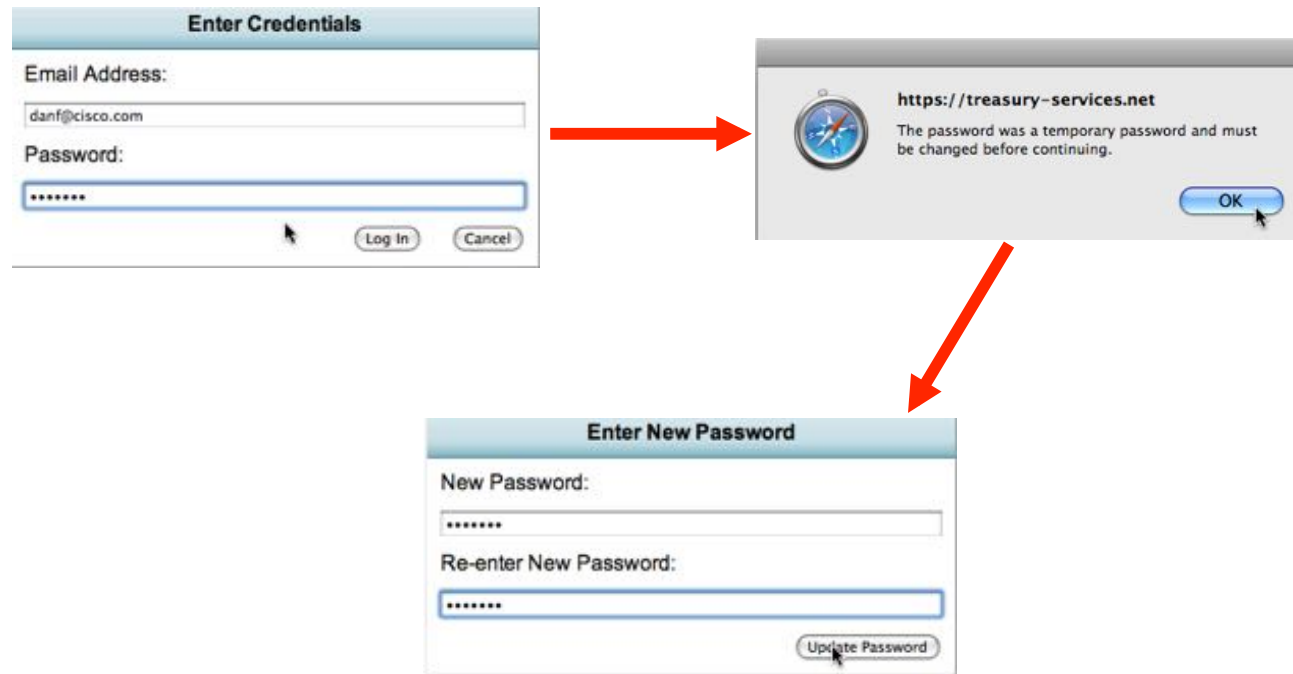 Enter Credentials
Email Address:
danf@cisco.com
Password:
•••••••
Log In
Cancel
https://treasury-services.net
The password was a temporary password and must
be changed before continuing.
OK
Enter New Password
New Password:
•••••••
Re-enter New Password:
•••••••
Update Password